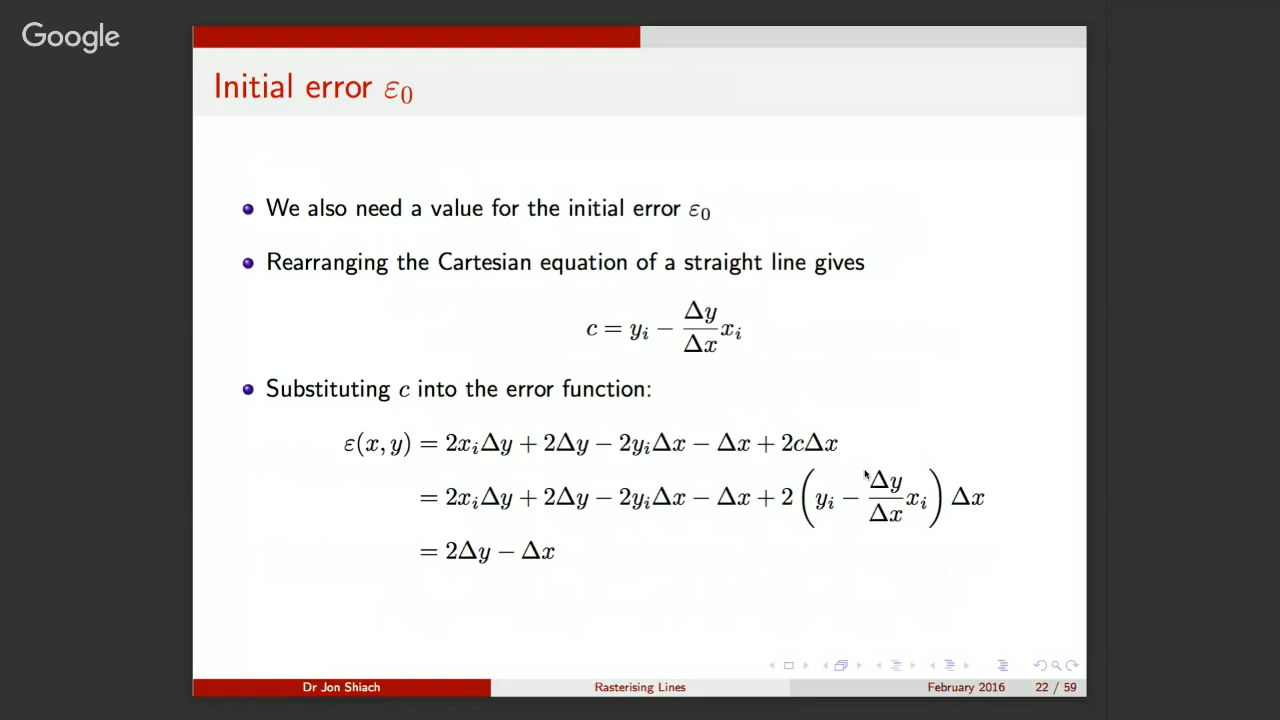 Google
Initial error ε₀
We also need a value for the initial error ε₀
Rearranging the Cartesian equation of a straight line gives
c = yᵢ − Δy/Δx xᵢ
Substituting c into the error function:
ε(x, y) = 2xᵢΔy + 2Δy − 2yᵢΔx − Δx + 2cΔx
= 2xᵢΔy + 2Δy − 2yᵢΔx − Δx + 2 (yᵢ − Δy/Δx xᵢ) Δx
= 2Δy − Δx
Dr Jon Shiach Rasterising Lines February 2016 22 / 59